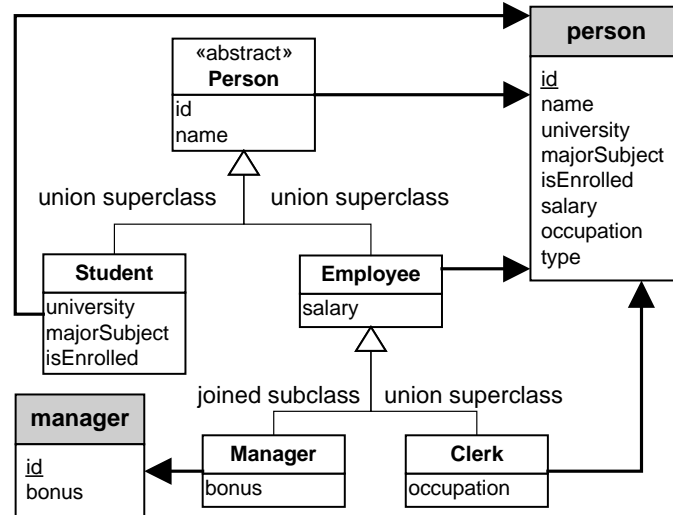 «abstract»
Person
id
name
person
id
name
university
majorSubject
isEnrolled
salary
occupation
type
union superclass
union superclass
Student
university
majorSubject
isEnrolled
Employee
salary
joined subclass
union superclass
manager
id
bonus
Manager
bonus
Clerk
occupation